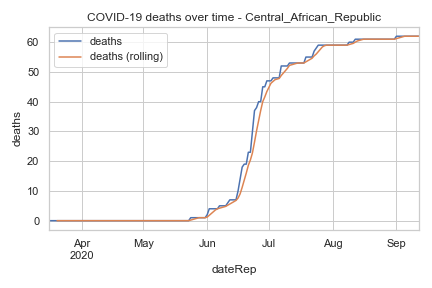 COVID-19 deaths over time - Central_African_Republic
deaths
deaths (rolling)
deaths
60
50
40
30
20
10
0
Apr
2020
May
Jun
Jul
Aug
Sep
dateRep